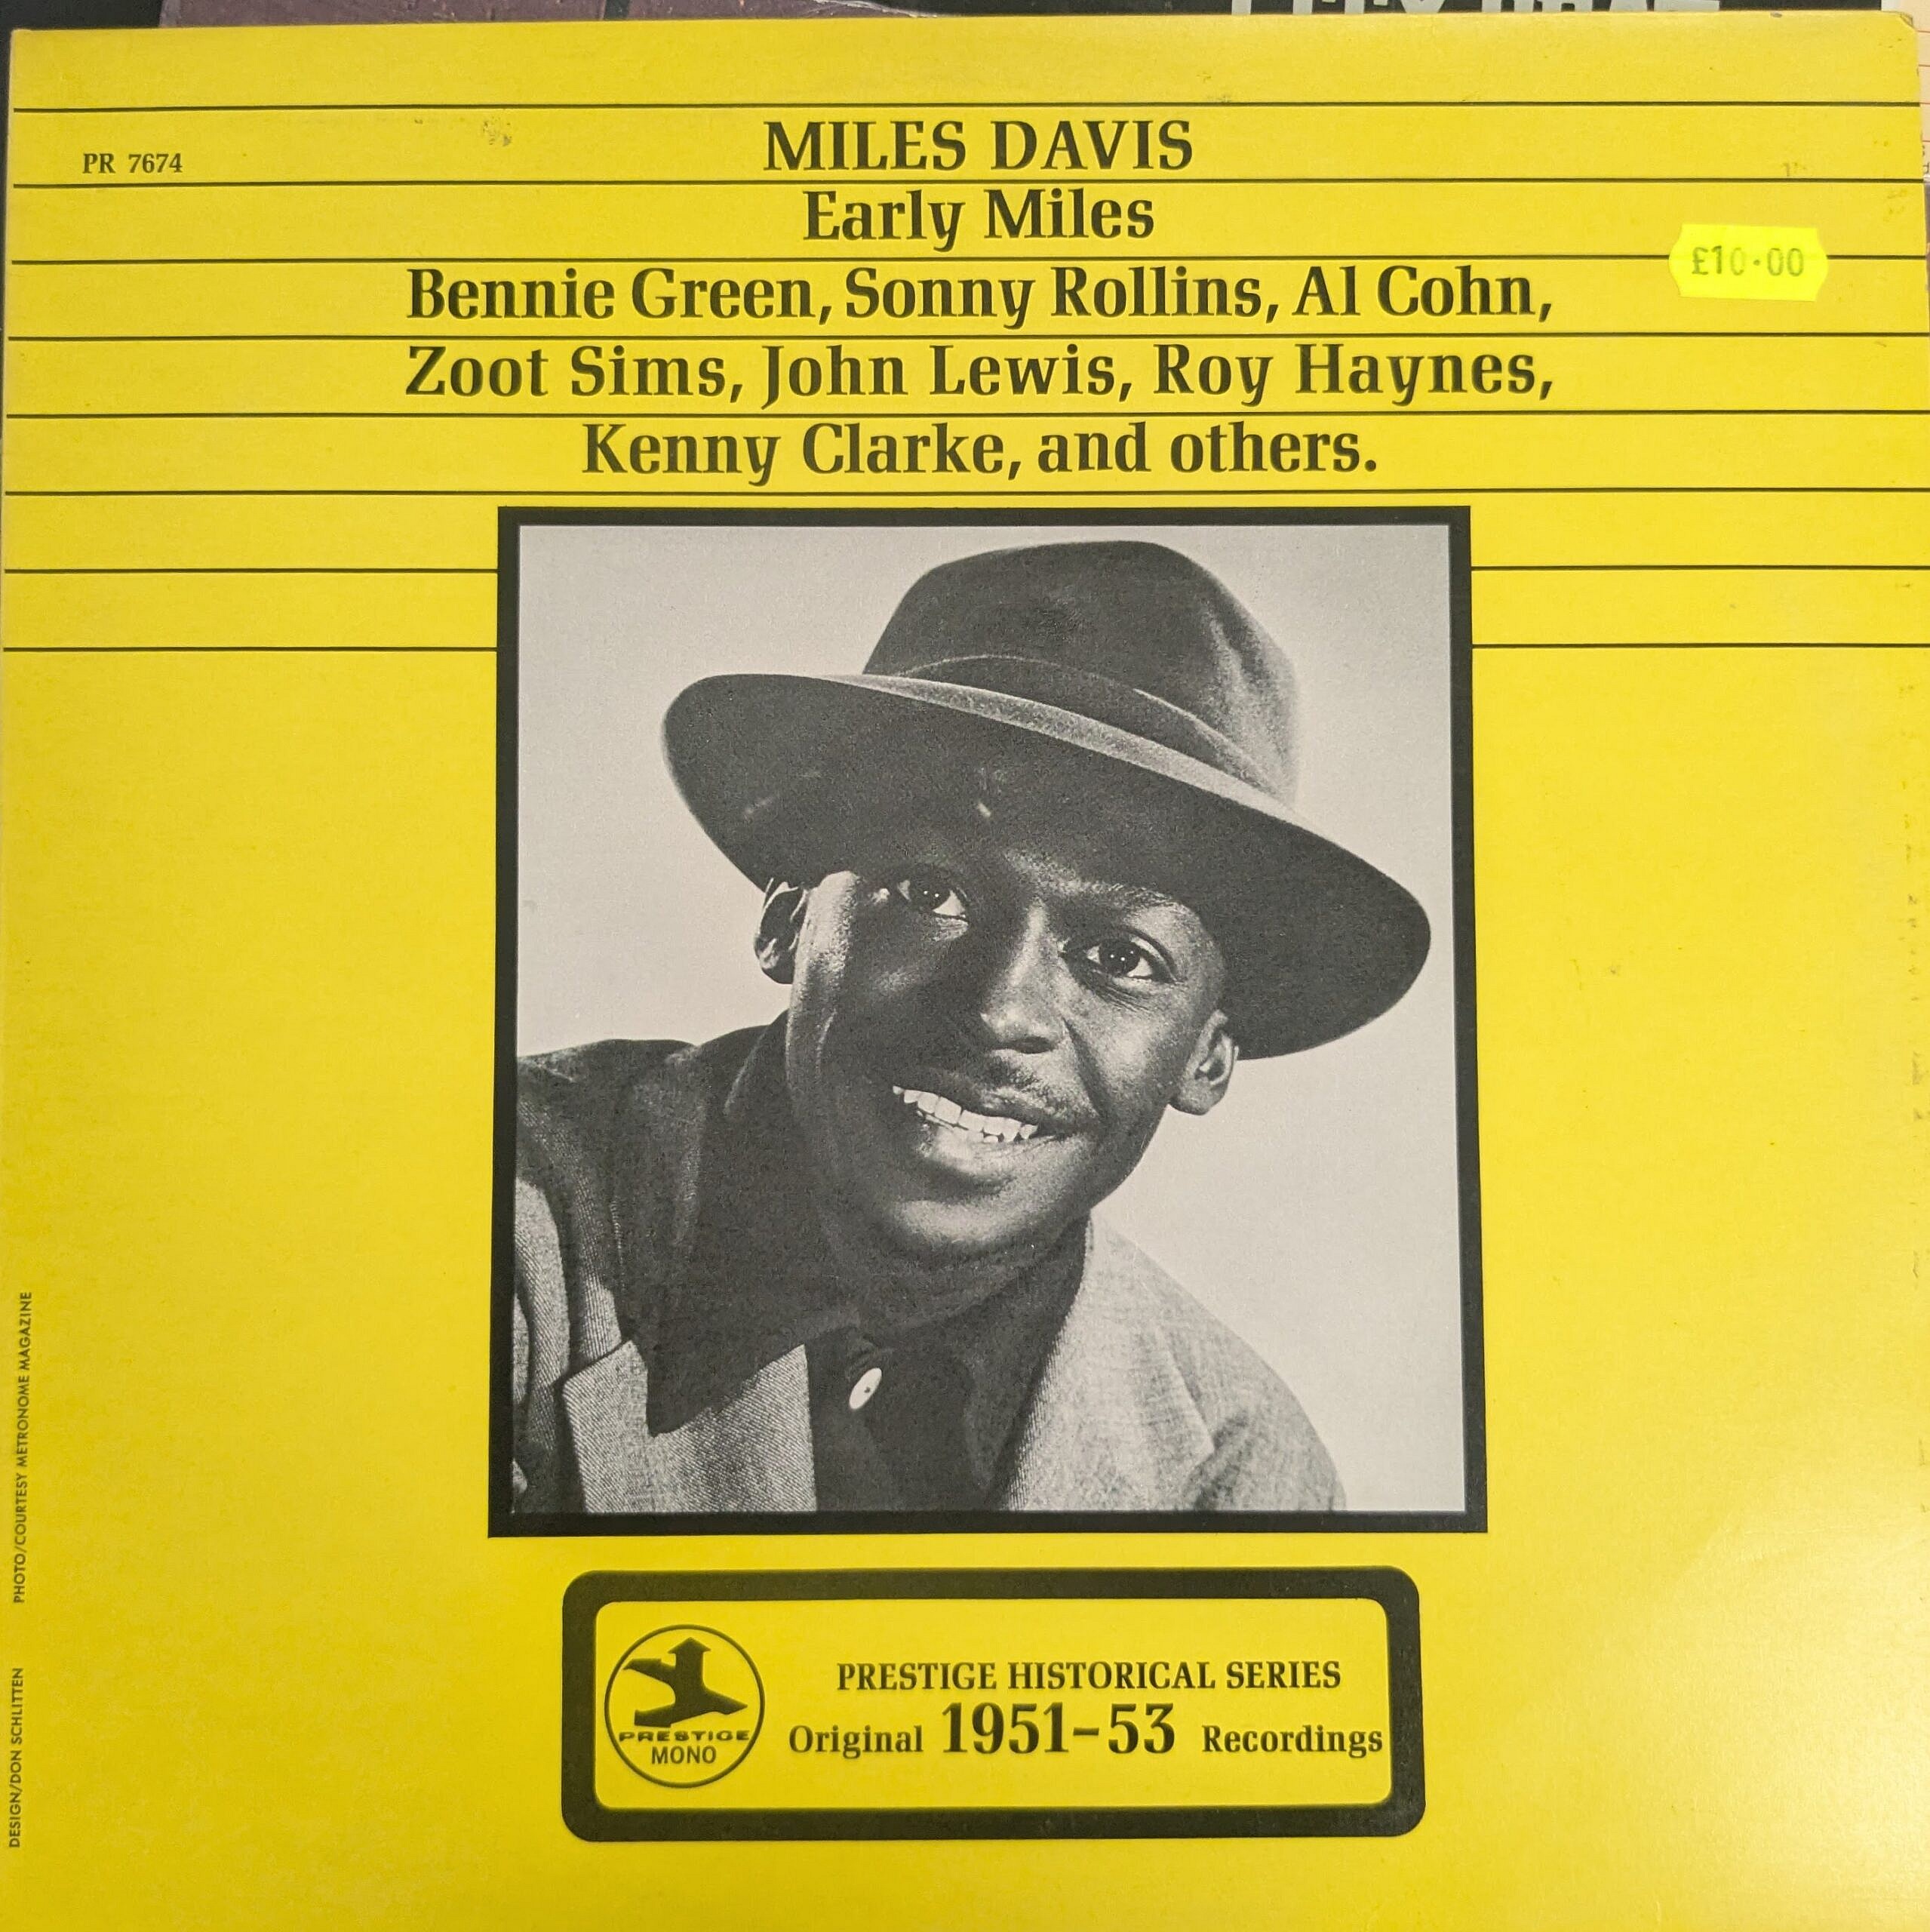 PR 7674
MILES DAVIS
Early Miles
£10·00
Bennie Green, Sonny Rollins, Al Cohn,
Zoot Sims, John Lewis, Roy Haynes,
Kenny Clarke, and others.
PHOTO/COURTESY METRONOME MAGAZINE
DESIGN/DON SCHLITTEN
PRESTIGE
MONO
PRESTIGE HISTORICAL SERIES
Original 1951-53 Recordings